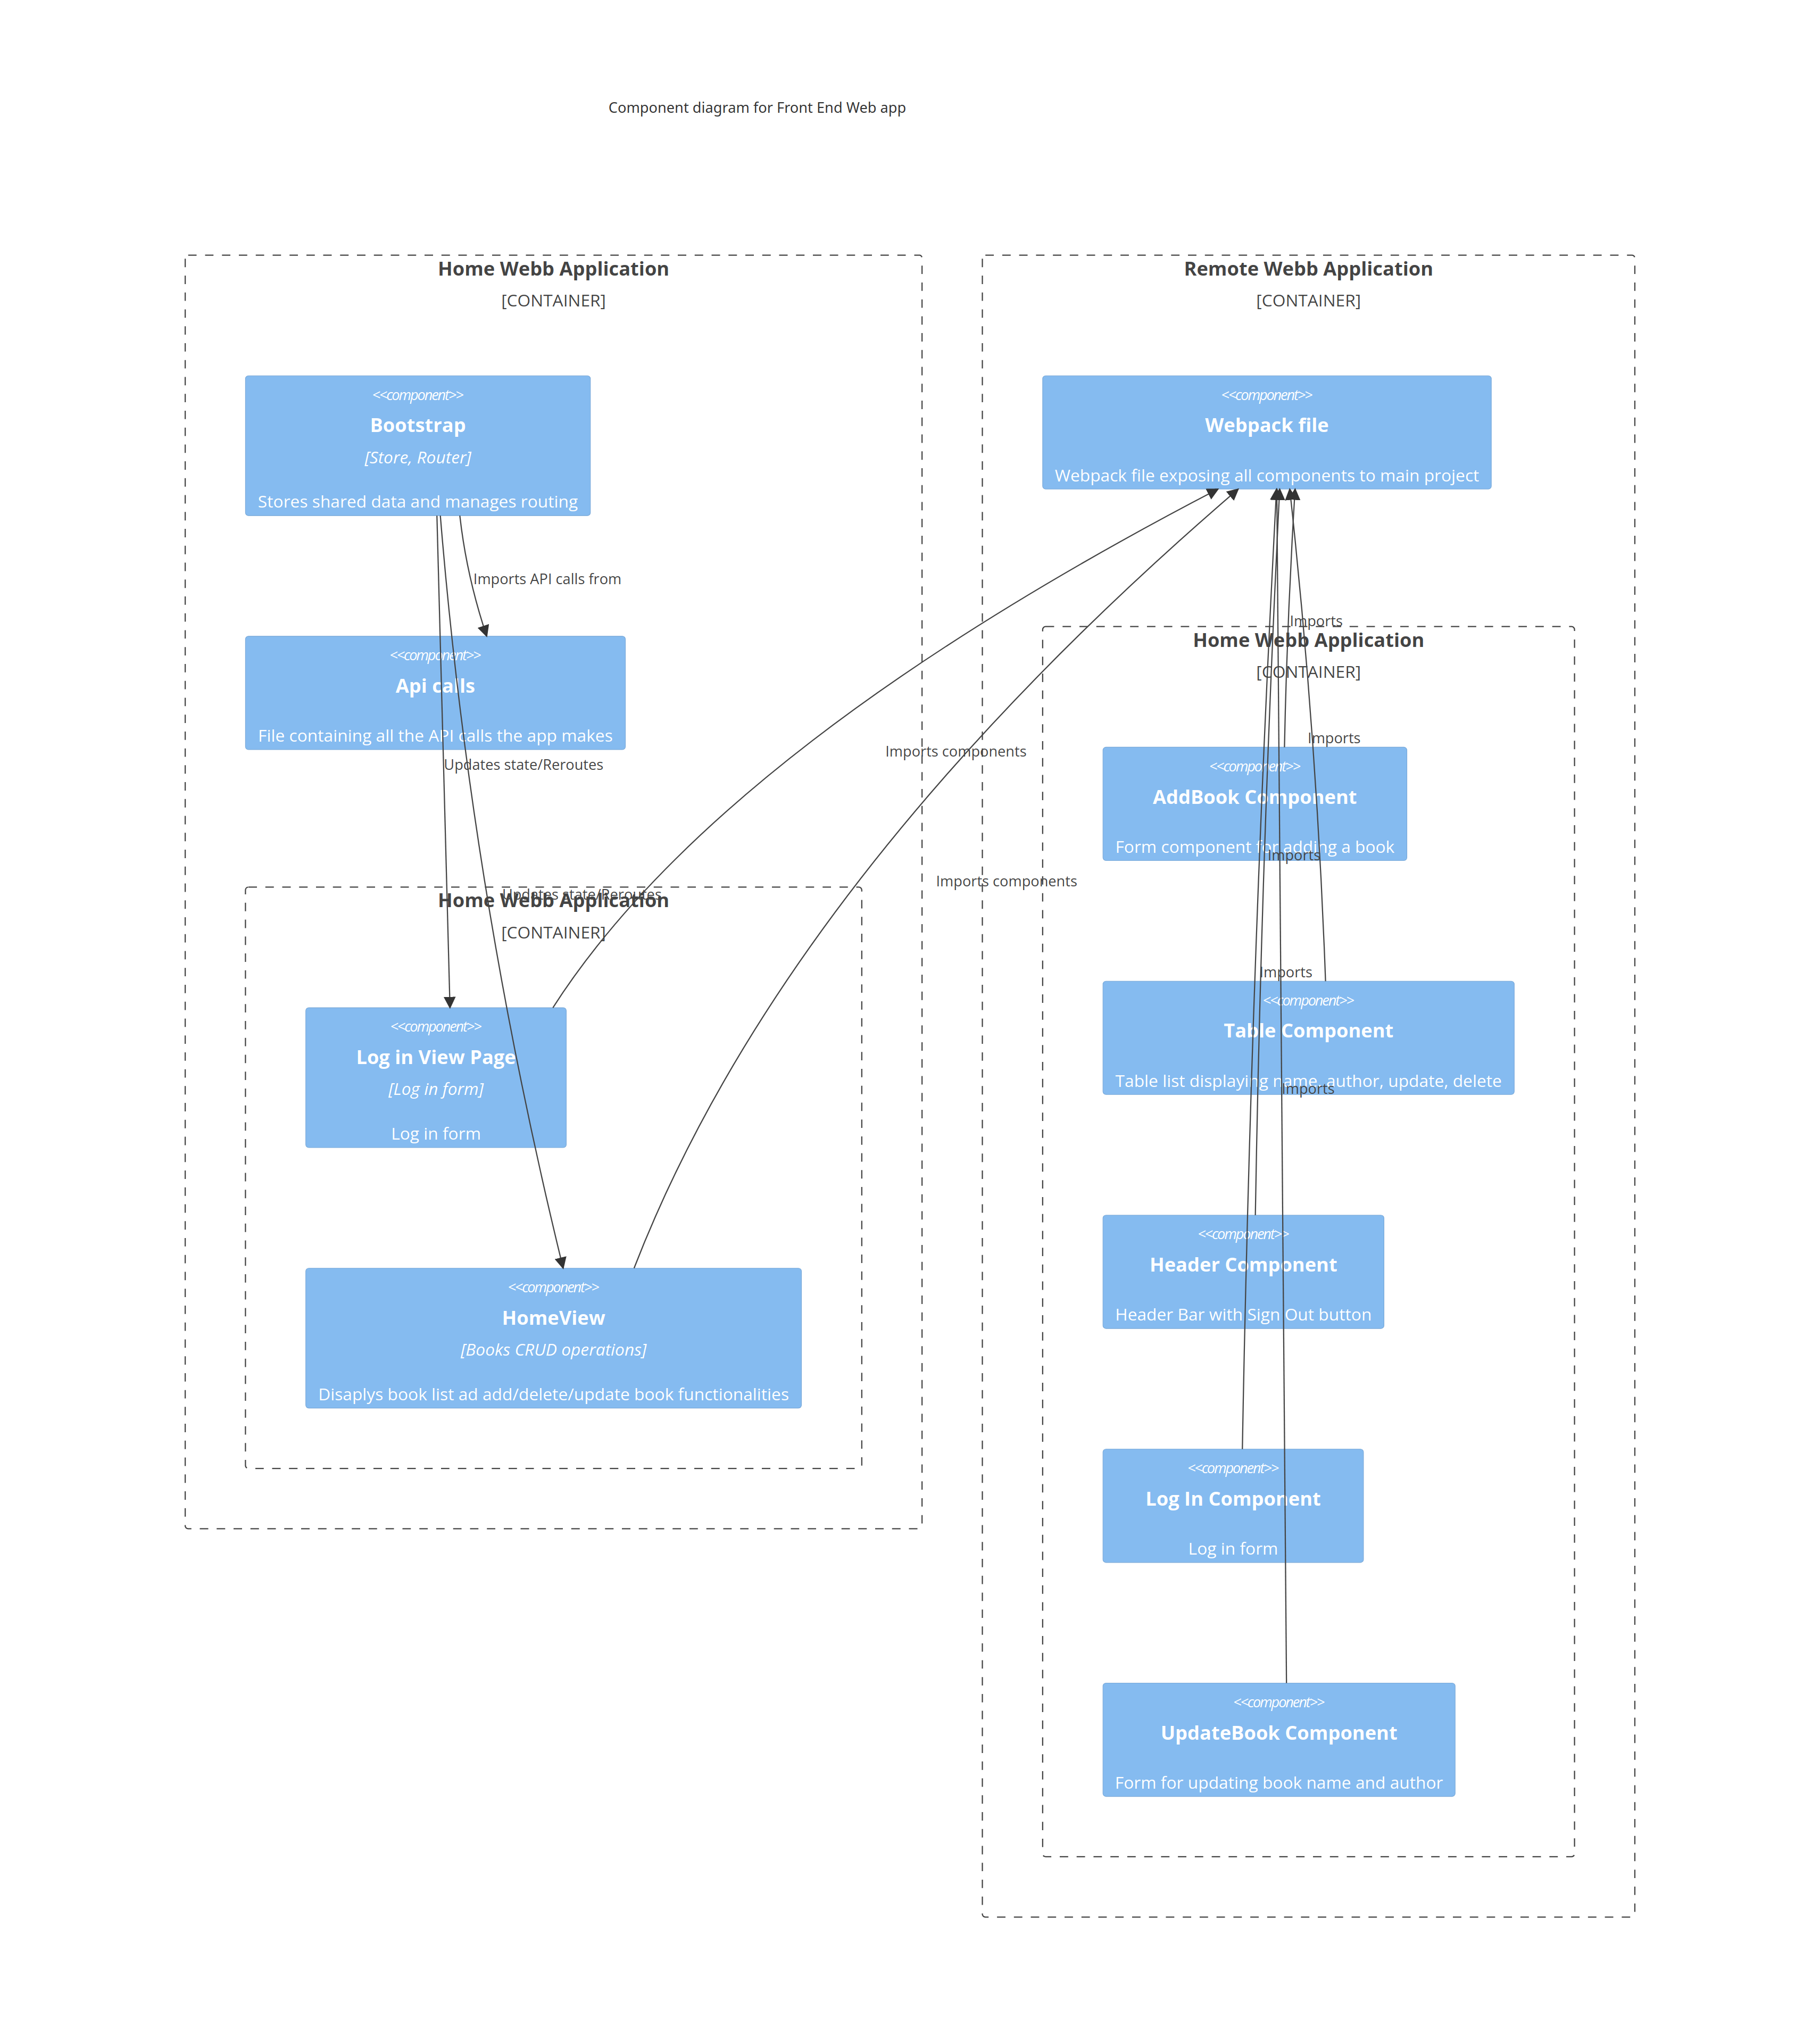 Component diagram for Front End Web app
Home Webb Application
[CONTAINER]
<<component>>
Bootstrap
[Store, Router]
Stores shared data and manages routing
Imports API calls from
<<component>>
Api calls
File containing all the API calls the app makes
Updates state/Reroutes
Updates state/Reroutes
Home Webb Application
[CONTAINER]
<<component>>
Log in View Page
[Log in form]
Log in form
<<component>>
HomeView
[Books CRUD operations]
Disaplys book list ad add/delete/update book functionalities
Imports components
Imports components
Remote Webb Application
[CONTAINER]
<<component>>
Webpack file
Webpack file exposing all components to main project
Imports
Home Webb Application
[CONTAINER]
Imports
<<component>>
AddBook Component
Form component for adding a book
Imports
Imports
<<component>>
Table Component
Table list displaying name, author, update, delete
Imports
<<component>>
Header Component
Header Bar with Sign Out button
<<component>>
Log In Component
Log in form
<<component>>
UpdateBook Component
Form for updating book name and author